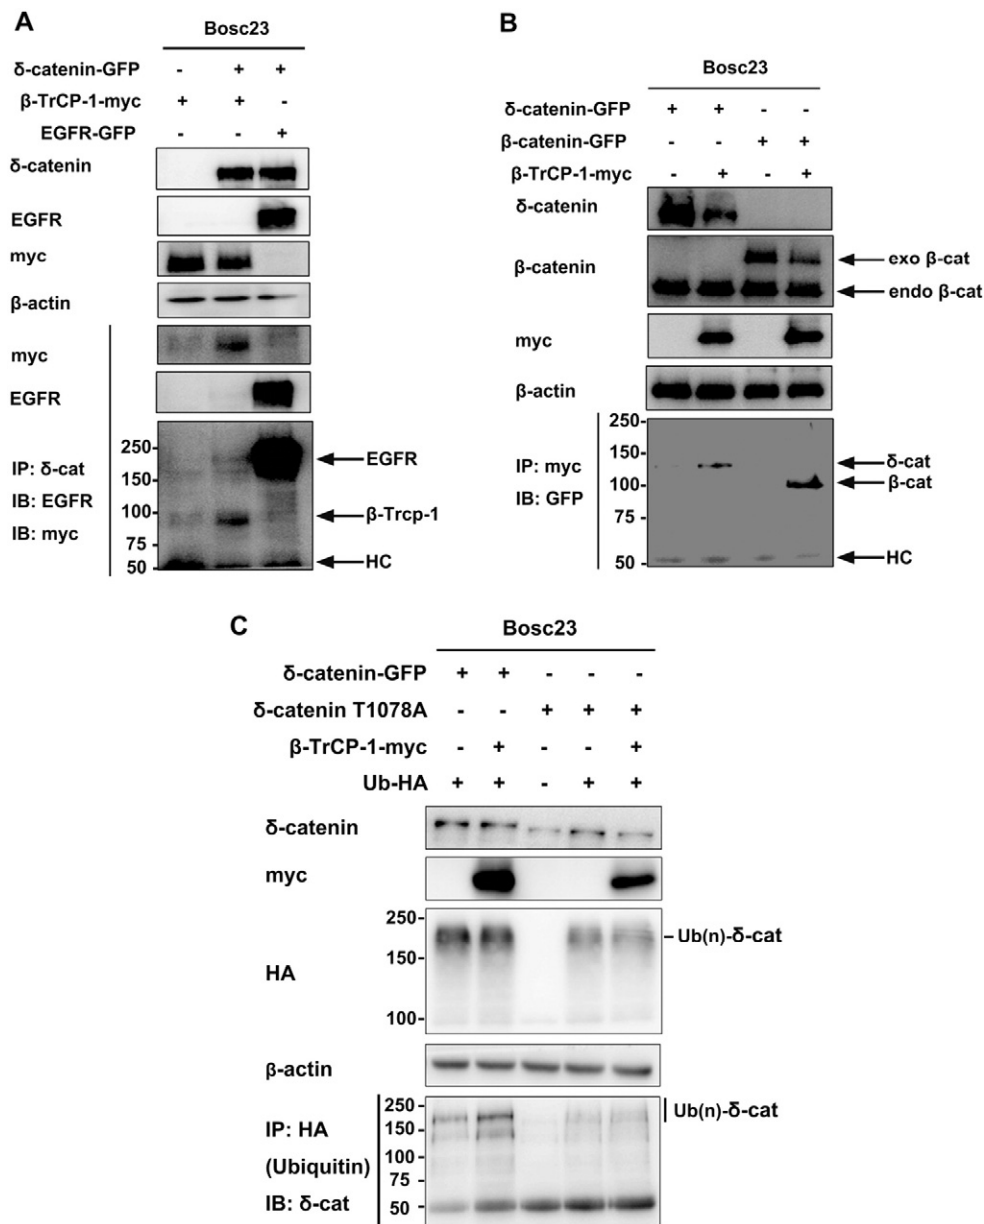 A
Bosc23
δ-catenin-GFP - + +
β-TrCP-1-myc + + -
EGFR-GFP - - +
δ-catenin
EGFR
myc
β-actin
myc
EGFR
250
150
100
75
50
IP: δ-cat
IB: EGFR
IB: myc
EGFR
β-Trcp-1
HC
B
Bosc23
δ-catenin-GFP + + - -
β-catenin-GFP - - + +
β-TrCP-1-myc - + - +
δ-catenin
β-catenin
exo β-cat
endo β-cat
myc
β-actin
250
150
100
75
50
IP: myc
IB: GFP
δ-cat
β-cat
HC
C
Bosc23
δ-catenin-GFP + + - - -
δ-catenin T1078A - - + + +
β-TrCP-1-myc - + - - +
Ub-HA + + - + +
δ-catenin
myc
250
150
100
HA
Ub(n)-δ-cat
β-actin
250
150
100
75
50
IP: HA
(Ubiquitin)
IB: δ-cat
Ub(n)-δ-cat